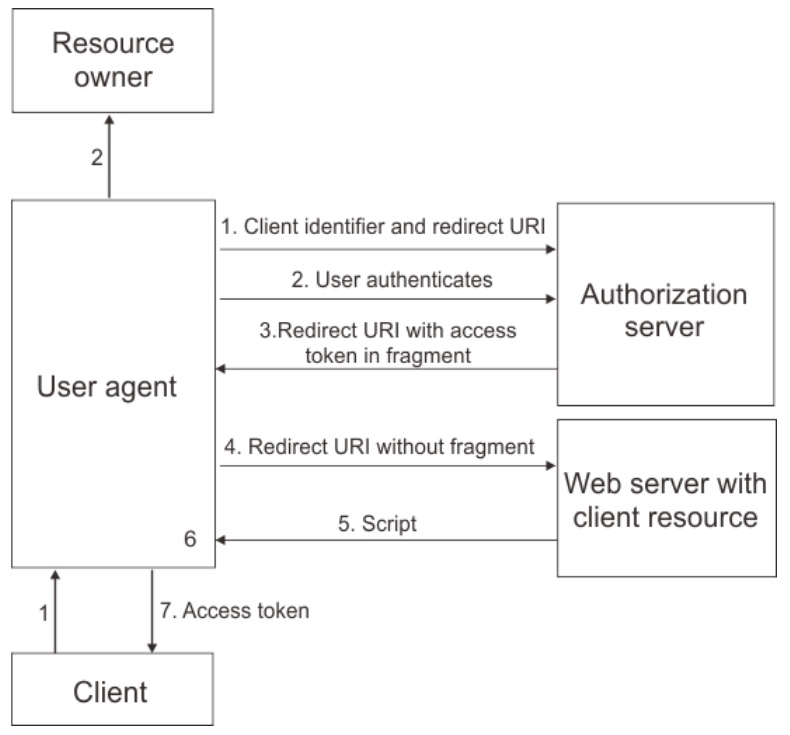 Resource
owner
2
1. Client identifier and redirect URI
2. User authenticates
3.Redirect URI with access
token in fragment
Authorization
server
User agent
4. Redirect URI without fragment
Web server with
client resource
5. Script
6
1
7. Access token
Client